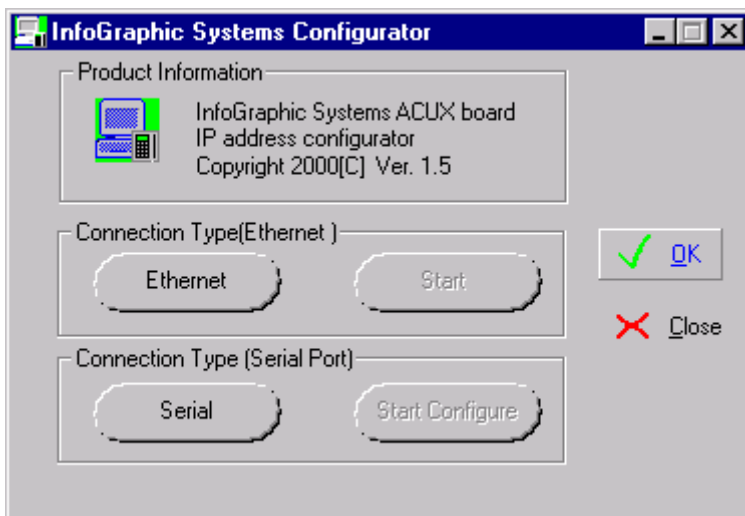 InfoGraphic Systems Configurator
Product Information
InfoGraphic Systems ACUX board
IP address configurator
Copyright 2000[C] Ver. 1.5
Connection Type(Ethernet )
Ethernet
Start
OK
Close
Connection Type (Serial Port)
Serial
Start Configure